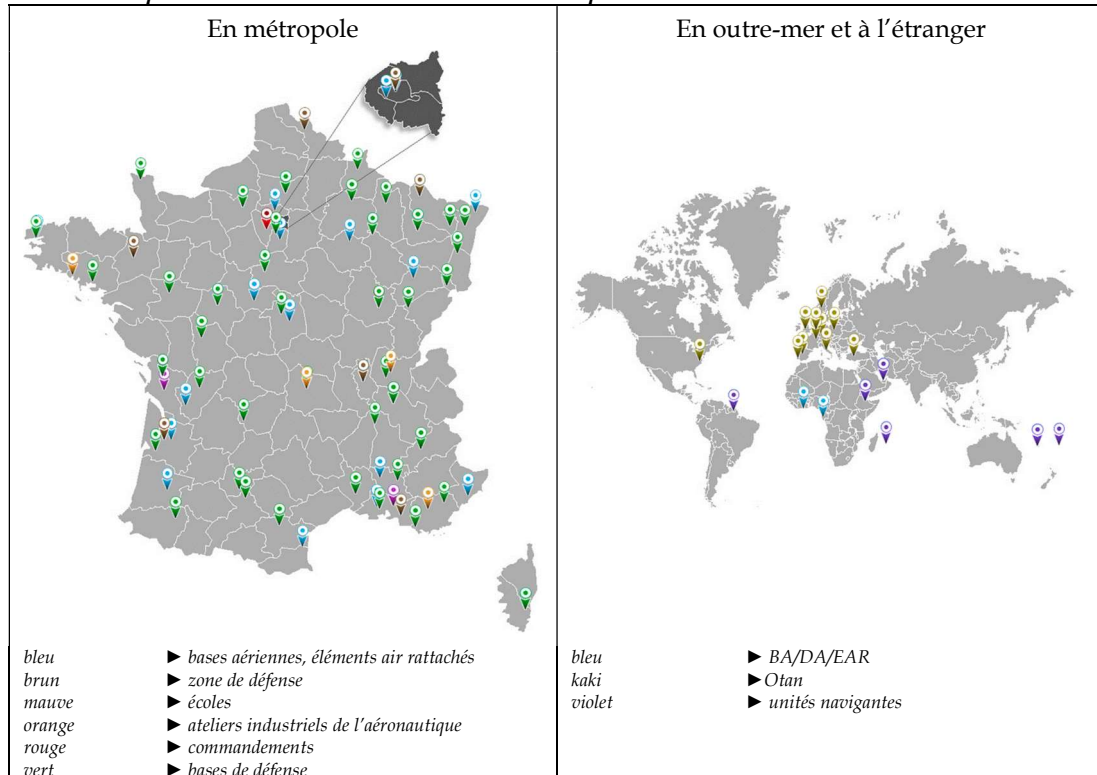 En métropole
En outre-mer et à l'étranger
bleu ► bases aériennes, éléments air rattachés
brun ► zone de défense
mauve ► écoles
orange ► ateliers industriels de l'aéronautique
rouge ► commandements
vert ► bases de défense
bleu ► BA/DA/EAR
kaki ►Otan
violet ► unités navigantes